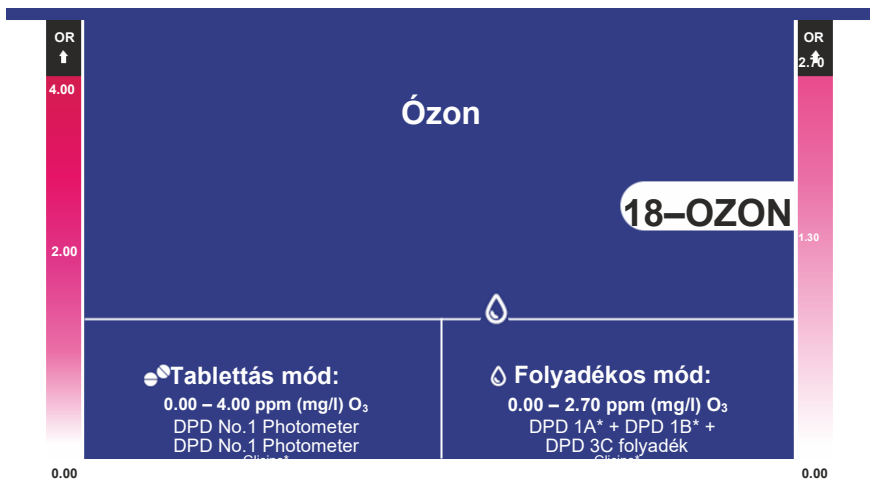 OR
4.00
2.00
0.00
Ózon
18–OZON
Tablettás mód:
0.00 – 4.00 ppm (mg/l) O₃
DPD No.1 Photometer
DPD No.1 Photometer
Folyadékos mód:
0.00 – 2.70 ppm (mg/l) O₃
DPD 1A* + DPD 1B* +
DPD 3C folyadék
OR
2.70
1.30
0.00